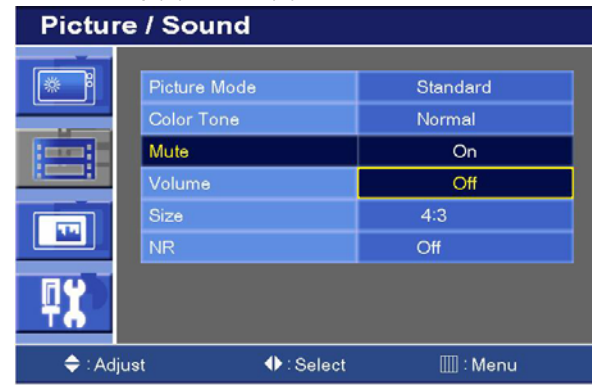 Picture / Sound
Picture Mode Standard
Color Tone Normal
Mute On
Volume Off
Size 4:3
NR Off
: Adjust : Select : Menu